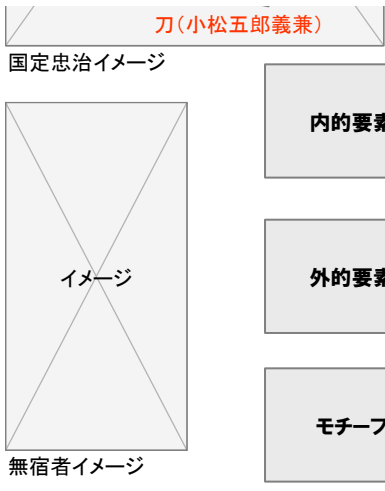 刀(小松五郎義兼)
国定忠治イメージ
内的要素
イメージ
外的要素
モチーフ
無宿者イメージ